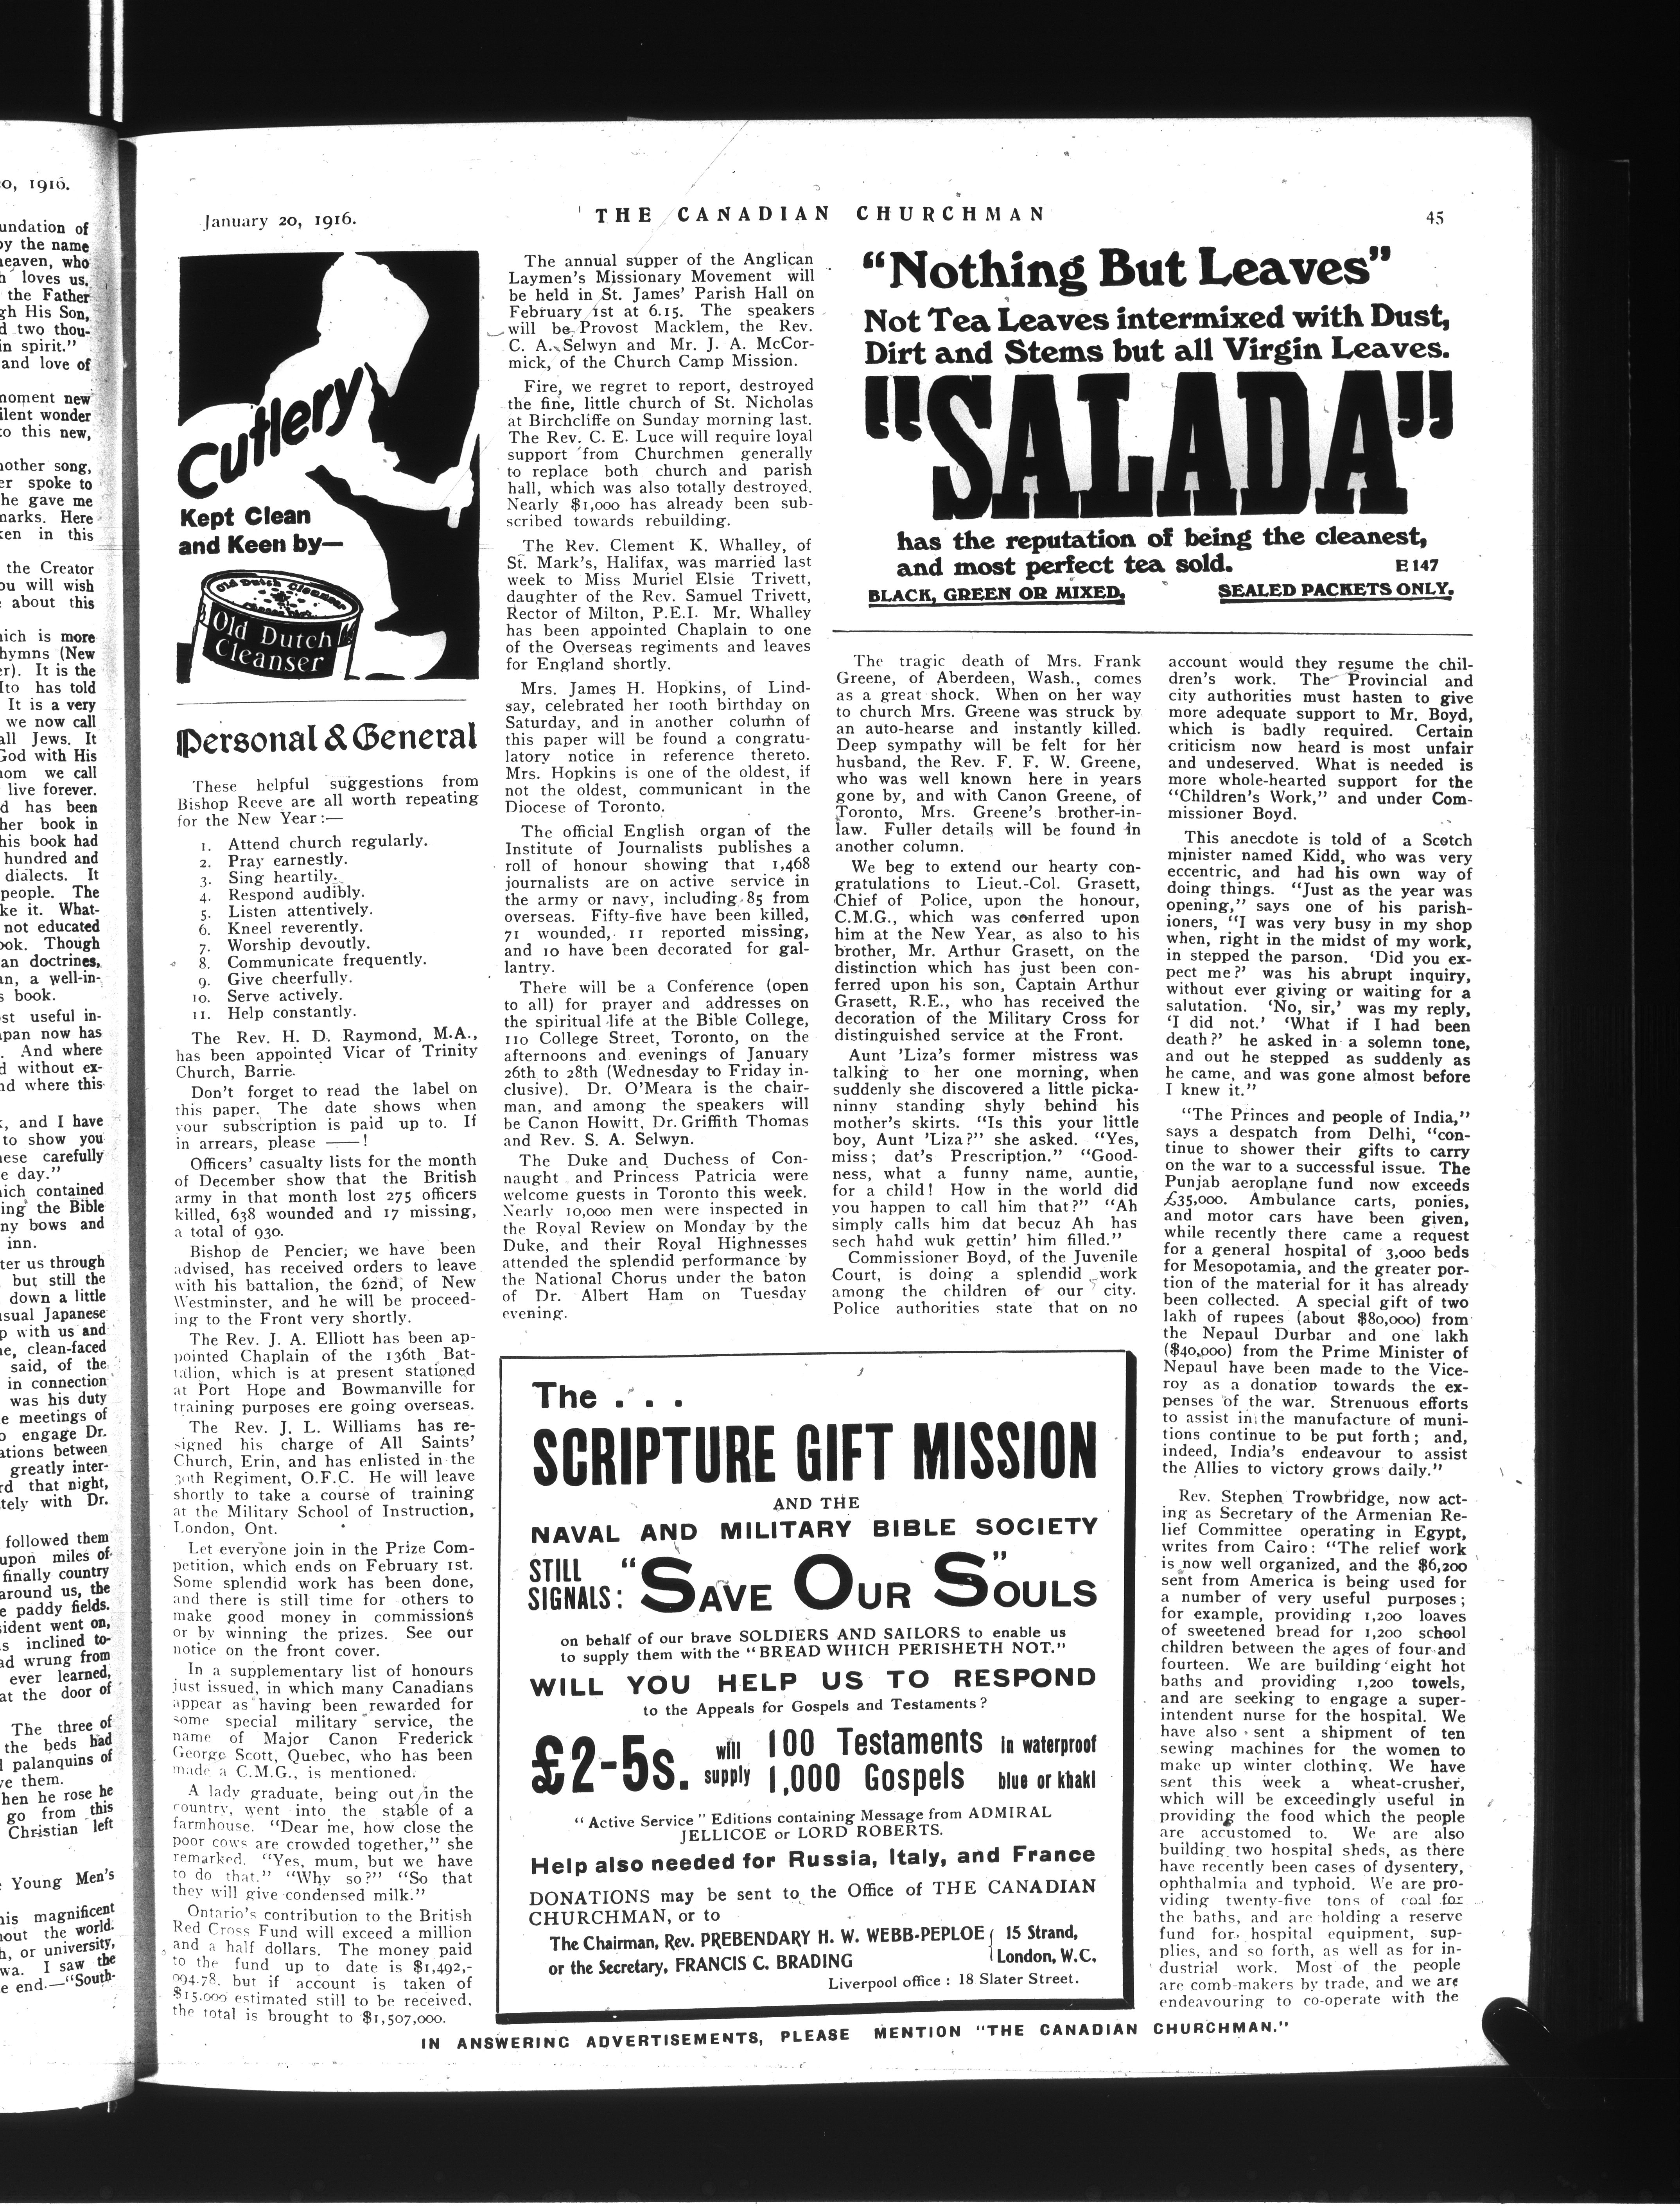 January 20, 1916.
THE CANADIAN CHURCHMAN
45
Cutlery
Kept Clean
and Keen by—
Old Dutch Cleanser
Old Dutch
Cleanser
Personal & General
These helpful suggestions from
Bishop Reeve are all worth repeating
for the New Year:—
1. Attend church regularly.
2. Pray earnestly.
3. Sing heartily.
4. Respond audibly.
5. Listen attentively.
6. Kneel reverently.
7. Worship devoutly.
8. Communicate frequently.
9. Give cheerfully.
10. Serve actively.
11. Help constantly.
The Rev. H. D. Raymond, M.A.,
has been appointed Vicar of Trinity
Church, Barrie.
Don't forget to read the label on
this paper. The date shows when
your subscription is paid up to. If
in arrears, please ——!
Officers' casualty lists for the month
of December show that the British
army in that month lost 275 officers
killed, 638 wounded and 17 missing,
a total of 930.
Bishop de Pencier, we have been
advised, has received orders to leave
with his battalion, the 62nd, of New
Westminster, and he will be proceed-
ing to the Front very shortly.
The Rev. J. A. Elliott has been ap-
pointed Chaplain of the 136th Bat-
talion, which is at present stationed
at Port Hope and Bowmanville for
training purposes ere going overseas.
The Rev. J. L. Williams has re-
signed his charge of All Saints'
Church, Erin, and has enlisted in the
30th Regiment, O.F.C. He will leave
shortly to take a course of training
at the Military School of Instruction,
London, Ont.
Let everyone join in the Prize Com-
petition, which ends on February 1st.
Some splendid work has been done,
and there is still time for others to
make good money in commissions
or by winning the prizes. See our
notice on the front cover.
In a supplementary list of honours
just issued, in which many Canadians
appear as having been rewarded for
some special military service, the
name of Major Canon Frederick
George Scott, Quebec, who has been
made a C.M.G., is mentioned.
A lady graduate, being out in the
country, went into the stable of a
farmhouse. "Dear me, how close the
poor cows are crowded together," she
remarked. "Yes, mum, but we have
to do that." "Why so?" "So that
they will give condensed milk."
Ontario's contribution to the British
Red Cross Fund will exceed a million
and a half dollars. The money paid
to the fund up to date is $1,492,-
094.78, but if account is taken of
$15,000 estimated still to be received,
the total is brought to $1,507,000.
The annual supper of the Anglican
Laymen's Missionary Movement will
be held in St. James' Parish Hall on
February 1st at 6.15. The speakers
will be Provost Macklem, the Rev.
C. A. Selwyn and Mr. J. A. McCor-
mick, of the Church Camp Mission.
Fire, we regret to report, destroyed
the fine, little church of St. Nicholas
at Birchcliffe on Sunday morning last.
The Rev. C. E. Luce will require loyal
support from Churchmen generally
to replace both church and parish
hall, which was also totally destroyed.
Nearly $1,000 has already been sub-
scribed towards rebuilding.
The Rev. Clement K. Whalley, of
St. Mark's, Halifax, was married last
week to Miss Muriel Elsie Trivett,
daughter of the Rev. Samuel Trivett,
Rector of Milton, P.E.I. Mr. Whalley
has been appointed Chaplain to one
of the Overseas regiments and leaves
for England shortly.
Mrs. James H. Hopkins, of Lind-
say, celebrated her 100th birthday on
Saturday, and in another column of
this paper will be found a congratu-
latory notice in reference thereto.
Mrs. Hopkins is one of the oldest, if
not the oldest, communicant in the
Diocese of Toronto.
The official English organ of the
Institute of Journalists publishes a
roll of honour showing that 1,468
journalists are on active service in
the army or navy, including 85 from
overseas. Fifty-five have been killed,
71 wounded, 11 reported missing,
and 10 have been decorated for gal-
lantry.
There will be a Conference (open
to all) for prayer and addresses on
the spiritual life at the Bible College,
110 College Street, Toronto, on the
afternoons and evenings of January
26th to 28th (Wednesday to Friday in-
clusive). Dr. O'Meara is the chair-
man, and among the speakers will
be Canon Howitt, Dr. Griffith Thomas
and Rev. S. A. Selwyn.
The Duke and Duchess of Con-
naught and Princess Patricia were
welcome guests in Toronto this week.
Nearly 10,000 men were inspected in
the Royal Review on Monday by the
Duke, and their Royal Highnesses
attended the splendid performance by
the National Chorus under the baton
of Dr. Albert Ham on Tuesday
evening.
"Nothing But Leaves"
Not Tea Leaves intermixed with Dust,
Dirt and Stems but all Virgin Leaves.
"SALADA"
has the reputation of being the cleanest,
and most perfect tea sold. E 147
BLACK, GREEN OR MIXED. SEALED PACKETS ONLY.
The tragic death of Mrs. Frank
Greene, of Aberdeen, Wash., comes
as a great shock. When on her way
to church Mrs. Greene was struck by
an auto-hearse and instantly killed.
Deep sympathy will be felt for her
husband, the Rev. F. F. W. Greene,
who was well known here in years
gone by, and with Canon Greene, of
Toronto, Mrs. Greene's brother-in-
law. Fuller details will be found in
another column.
We beg to extend our hearty con-
gratulations to Lieut.-Col. Grasett,
Chief of Police, upon the honour,
C.M.G., which was conferred upon
him at the New Year, as also to his
brother, Mr. Arthur Grasett, on the
distinction which has just been con-
ferred upon his son, Captain Arthur
Grasett, R.E., who has received the
decoration of the Military Cross for
distinguished service at the Front.
Aunt 'Liza's former mistress was
talking to her one morning, when
suddenly she discovered a little picka-
ninny standing shyly behind his
mother's skirts. "Is this your little
boy, Aunt 'Liza?" she asked. "Yes,
miss; dat's Prescription." "Good-
ness, what a funny name, auntie,
for a child! How in the world did
you happen to call him that?" "Ah
simply calls him dat becuz Ah has
sech hahd wuk gettin' him filled."
Commissioner Boyd, of the Juvenile
Court, is doing a splendid work
among the children of our city.
Police authorities state that on no
account would they resume the chil-
dren's work. The Provincial and
city authorities must hasten to give
more adequate support to Mr. Boyd,
which is badly required. Certain
criticism now heard is most unfair
and undeserved. What is needed is
more whole-hearted support for the
"Children's Work," and under Com-
missioner Boyd.
This anecdote is told of a Scotch
minister named Kidd, who was very
eccentric, and had his own way of
doing things. "Just as the year was
opening," says one of his parish-
ioners, "I was very busy in my shop
when, right in the midst of my work,
in stepped the parson. 'Did you ex-
pect me?' was his abrupt inquiry,
without ever giving or waiting for a
salutation. 'No, sir,' was my reply,
'I did not.' 'What if I had been
death?' he asked in a solemn tone,
and out he stepped as suddenly as
he came, and was gone almost before
I knew it."
"The Princes and people of India,"
says a despatch from Delhi, "con-
tinue to shower their gifts to carry
on the war to a successful issue. The
Punjab aeroplane fund now exceeds
£35,000. Ambulance carts, ponies,
and motor cars have been given,
while recently there came a request
for a general hospital of 3,000 beds
for Mesopotamia, and the greater por-
tion of the material for it has already
been collected. A special gift of two
lakh of rupees (about $80,000) from
the Nepaul Durbar and one lakh
($40,000) from the Prime Minister of
Nepaul have been made to the Vice-
roy as a donation towards the ex-
penses of the war. Strenuous efforts
to assist in the manufacture of muni-
tions continue to be put forth; and,
indeed, India's endeavour to assist
the Allies to victory grows daily."
Rev. Stephen Trowbridge, now act-
ing as Secretary of the Armenian Re-
lief Committee operating in Egypt,
writes from Cairo: "The relief work
is now well organized, and the $6,200
sent from America is being used for
a number of very useful purposes;
for example, providing 1,200 loaves
of sweetened bread for 1,200 school
children between the ages of four and
fourteen. We are building eight hot
baths and providing 1,200 towels,
and are seeking to engage a super-
intendent nurse for the hospital. We
have also sent a shipment of ten
sewing machines for the women to
make up winter clothing. We have
sent this week a wheat-crusher,
which will be exceedingly useful in
providing the food which the people
are accustomed to. We are also
building two hospital sheds, as there
have recently been cases of dysentery,
ophthalmia and typhoid. We are pro-
viding twenty-five tons of coal for
the baths, and are holding a reserve
fund for hospital equipment, sup-
plies, and so forth, as well as for in-
dustrial work. Most of the people
are comb-makers by trade, and we are
endeavouring to co-operate with the
The . . .
SCRIPTURE GIFT MISSION
AND THE
NAVAL AND MILITARY BIBLE SOCIETY
STILL SIGNALS: "SAVE OUR SOULS"
on behalf of our brave SOLDIERS AND SAILORS to enable us
to supply them with the "BREAD WHICH PERISHETH NOT."
WILL YOU HELP US TO RESPOND
to the Appeals for Gospels and Testaments?
£2-5s. will supply 100 Testaments 1,000 Gospels in waterproof blue or khaki
"Active Service" Editions containing Message from ADMIRAL
JELLICOE or LORD ROBERTS.
Help also needed for Russia, Italy, and France
DONATIONS may be sent to the Office of THE CANADIAN
CHURCHMAN, or to
The Chairman, Rev. PREBENDARY H. W. WEBB-PEPLOE 15 Strand,
or the Secretary, FRANCIS C. BRADING London, W.C.
Liverpool office: 18 Slater Street.
IN ANSWERING ADVERTISEMENTS, PLEASE MENTION "THE CANADIAN CHURCHMAN."